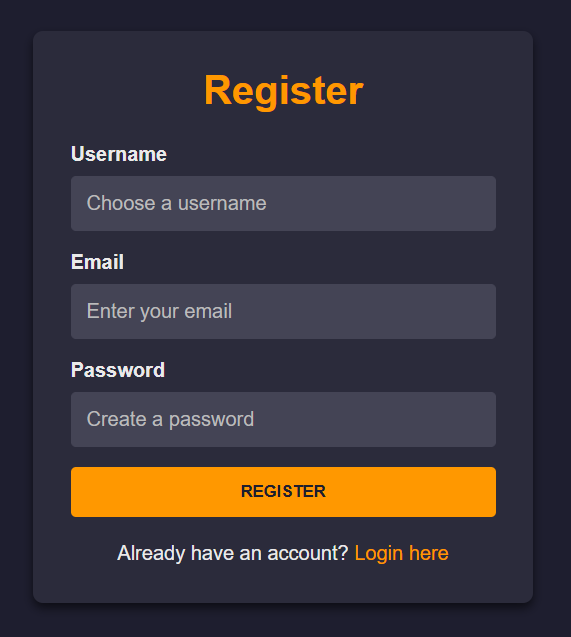 Register
Username
Choose a username
Email
Enter your email
Password
Create a password
REGISTER
Already have an account? Login here